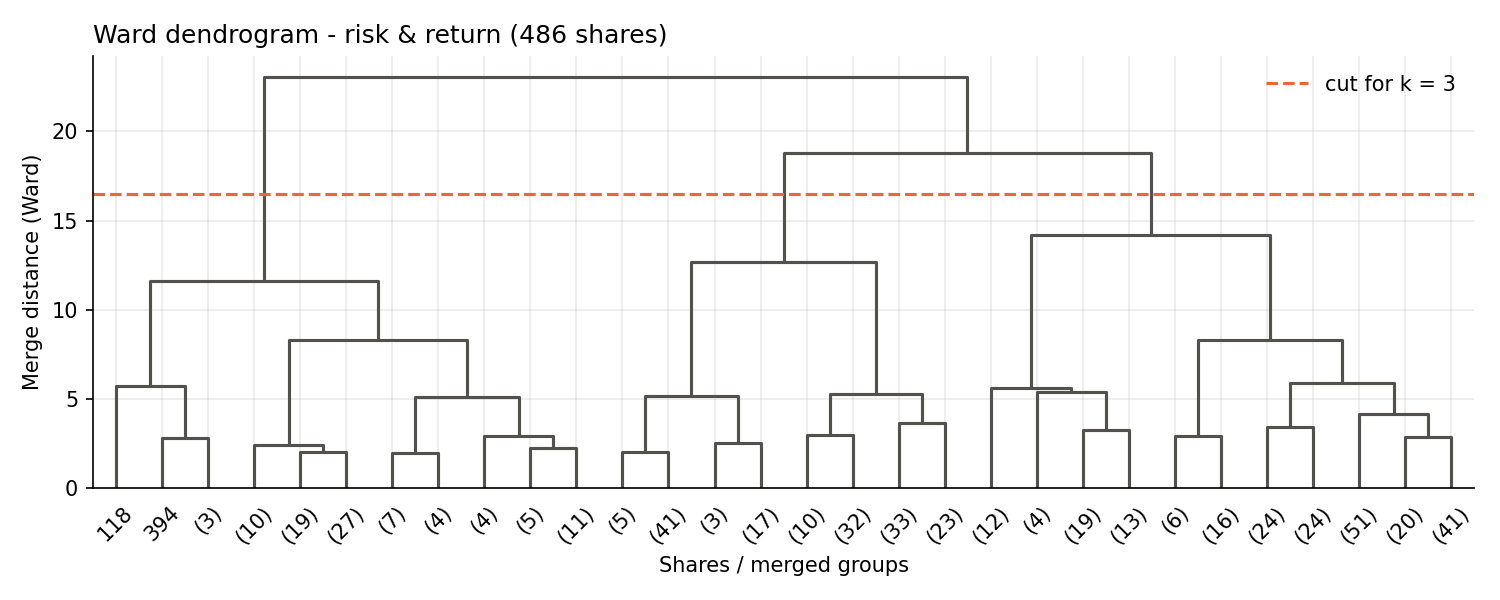 Ward dendrogram - risk & return (486 shares)
cut for k = 3
Merge distance (Ward)
20
15
10
5
0
118 394 (3) (10) (19) (27) (7) (4) (4) (5) (11) (5) (41) (3) (17) (10) (32) (33) (23) (12) (4) (19) (13) (6) (16) (24) (24) (51) (20) (41)
Shares / merged groups